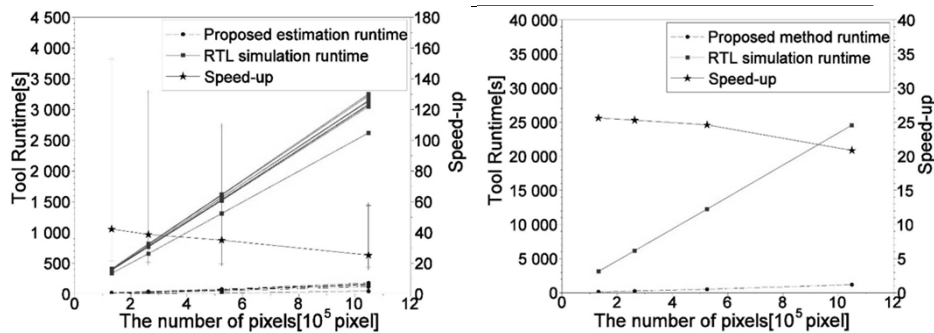 4 500
4 000
3 500
3 000
2 500
2 000
1 500
1 000
500
0
Tool Runtime[s]
180
160
140
120
100
80
60
40
20
0
Speed-up
Proposed estimation runtime
RTL simulation runtime
Speed-up
0 2 4 6 8 10 12
The number of pixels[10⁵ pixel]
40 000
35 000
30 000
25 000
20 000
15 000
10 000
5 000
0
Tool Runtime[s]
40
35
30
25
20
15
10
5
0
Speed-up
Proposed method runtime
RTL simulation runtime
Speed-up
0 2 4 6 8 10 12
The number of pixels[10⁵ pixel]